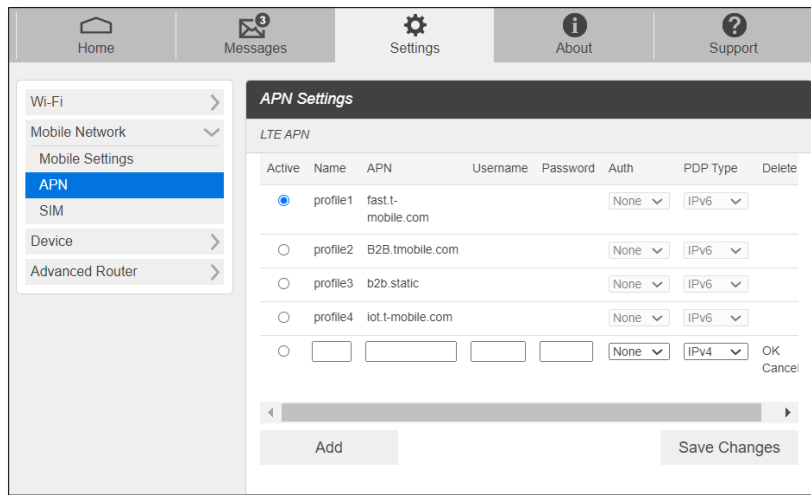 3
Home Messages Settings About Support
Wi-Fi
Mobile Network
Mobile Settings
APN
SIM
Device
Advanced Router
APN Settings
LTE APN
Active Name APN Username Password Auth PDP Type Delete
profile1 fast.t-
mobile.com None IPv6
profile2 B2B.tmobile.com None IPv6
profile3 b2b.static None IPv6
profile4 iot.t-mobile.com None IPv6
None IPv4 OK
Cancel
Add Save Changes